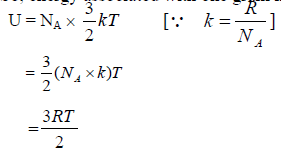 U = N_A × 3/2 kT [∵ k = R/N_A]
= 3/2 (N_A × k)T
= 3RT/2